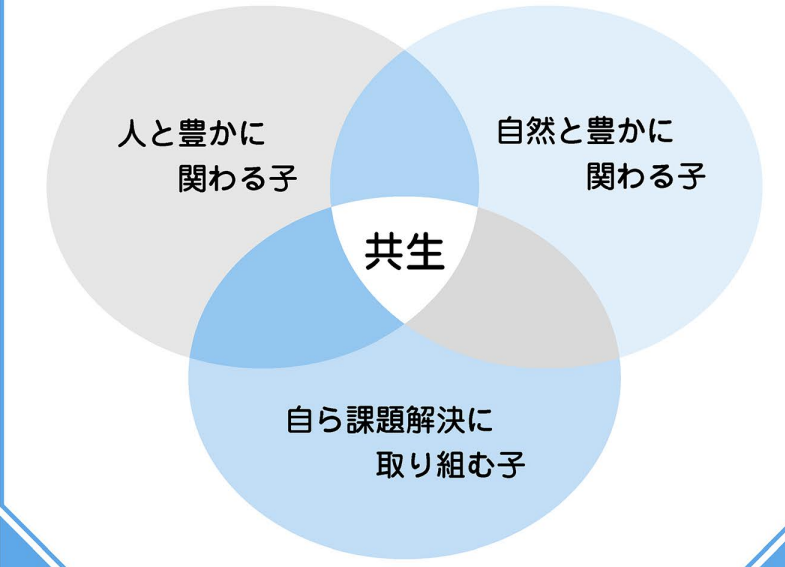 人と豊かに
関わる子
自然と豊かに
関わる子
共生
自ら課題解決に
取り組む子